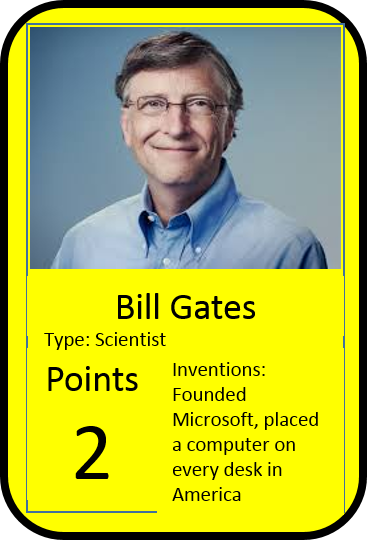 Bill Gates
Type: Scientist
Points
2
Inventions:
Founded
Microsoft, placed
a computer on
every desk in
America